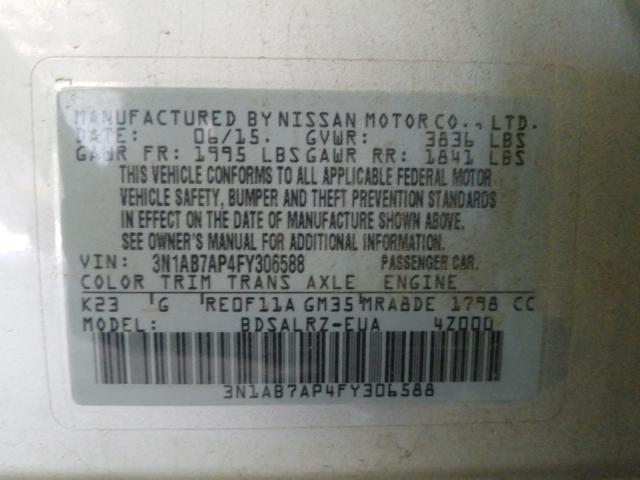 MANUFACTURED BY NISSAN MOTOR CO., LTD.
DATE: 06/15. GVWR: 3836 LBS
GAWR FR: 1995 LBS GAWR RR: 1841 LBS
THIS VEHICLE CONFORMS TO ALL APPLICABLE FEDERAL MOTOR
VEHICLE SAFETY, BUMPER AND THEFT PREVENTION STANDARDS
IN EFFECT ON THE DATE OF MANUFACTURE SHOWN ABOVE.
SEE OWNER'S MANUAL FOR ADDITIONAL INFORMATION.
VIN: 3N1AB7AP4FY306588 PASSENGER CAR.
COLOR TRIM TRANS AXLE ENGINE
K23 G RE0F11A GM35 MRA8DE 1798 CC
MODEL: BDSALRZ-EUA 4Z000
3N1AB7AP4FY306588